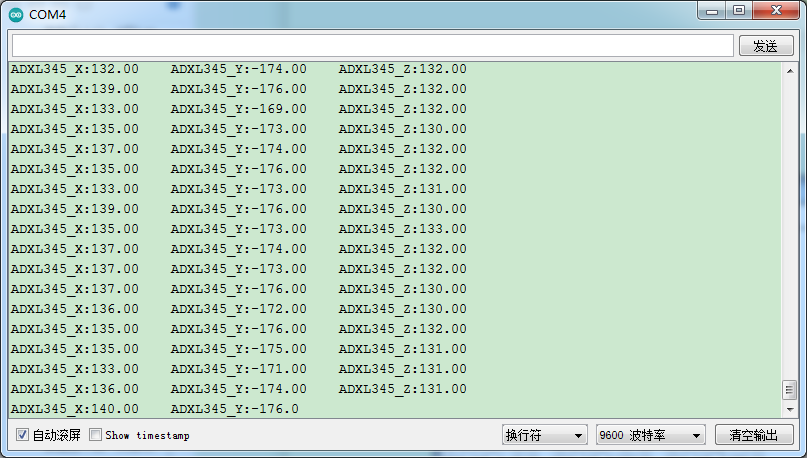 COM4
发送
ADXL345_X:132.00 ADXL345_Y:-174.00 ADXL345_Z:132.00
ADXL345_X:139.00 ADXL345_Y:-176.00 ADXL345_Z:132.00
ADXL345_X:133.00 ADXL345_Y:-169.00 ADXL345_Z:132.00
ADXL345_X:135.00 ADXL345_Y:-173.00 ADXL345_Z:130.00
ADXL345_X:137.00 ADXL345_Y:-174.00 ADXL345_Z:132.00
ADXL345_X:135.00 ADXL345_Y:-176.00 ADXL345_Z:132.00
ADXL345_X:133.00 ADXL345_Y:-173.00 ADXL345_Z:131.00
ADXL345_X:139.00 ADXL345_Y:-176.00 ADXL345_Z:130.00
ADXL345_X:135.00 ADXL345_Y:-173.00 ADXL345_Z:133.00
ADXL345_X:137.00 ADXL345_Y:-174.00 ADXL345_Z:132.00
ADXL345_X:137.00 ADXL345_Y:-173.00 ADXL345_Z:132.00
ADXL345_X:137.00 ADXL345_Y:-176.00 ADXL345_Z:130.00
ADXL345_X:136.00 ADXL345_Y:-172.00 ADXL345_Z:130.00
ADXL345_X:135.00 ADXL345_Y:-176.00 ADXL345_Z:132.00
ADXL345_X:135.00 ADXL345_Y:-175.00 ADXL345_Z:131.00
ADXL345_X:133.00 ADXL345_Y:-171.00 ADXL345_Z:131.00
ADXL345_X:136.00 ADXL345_Y:-174.00 ADXL345_Z:131.00
ADXL345_X:140.00 ADXL345_Y:-176.0
自动滚屏 Show timestamp 换行符 9600 波特率 清空输出